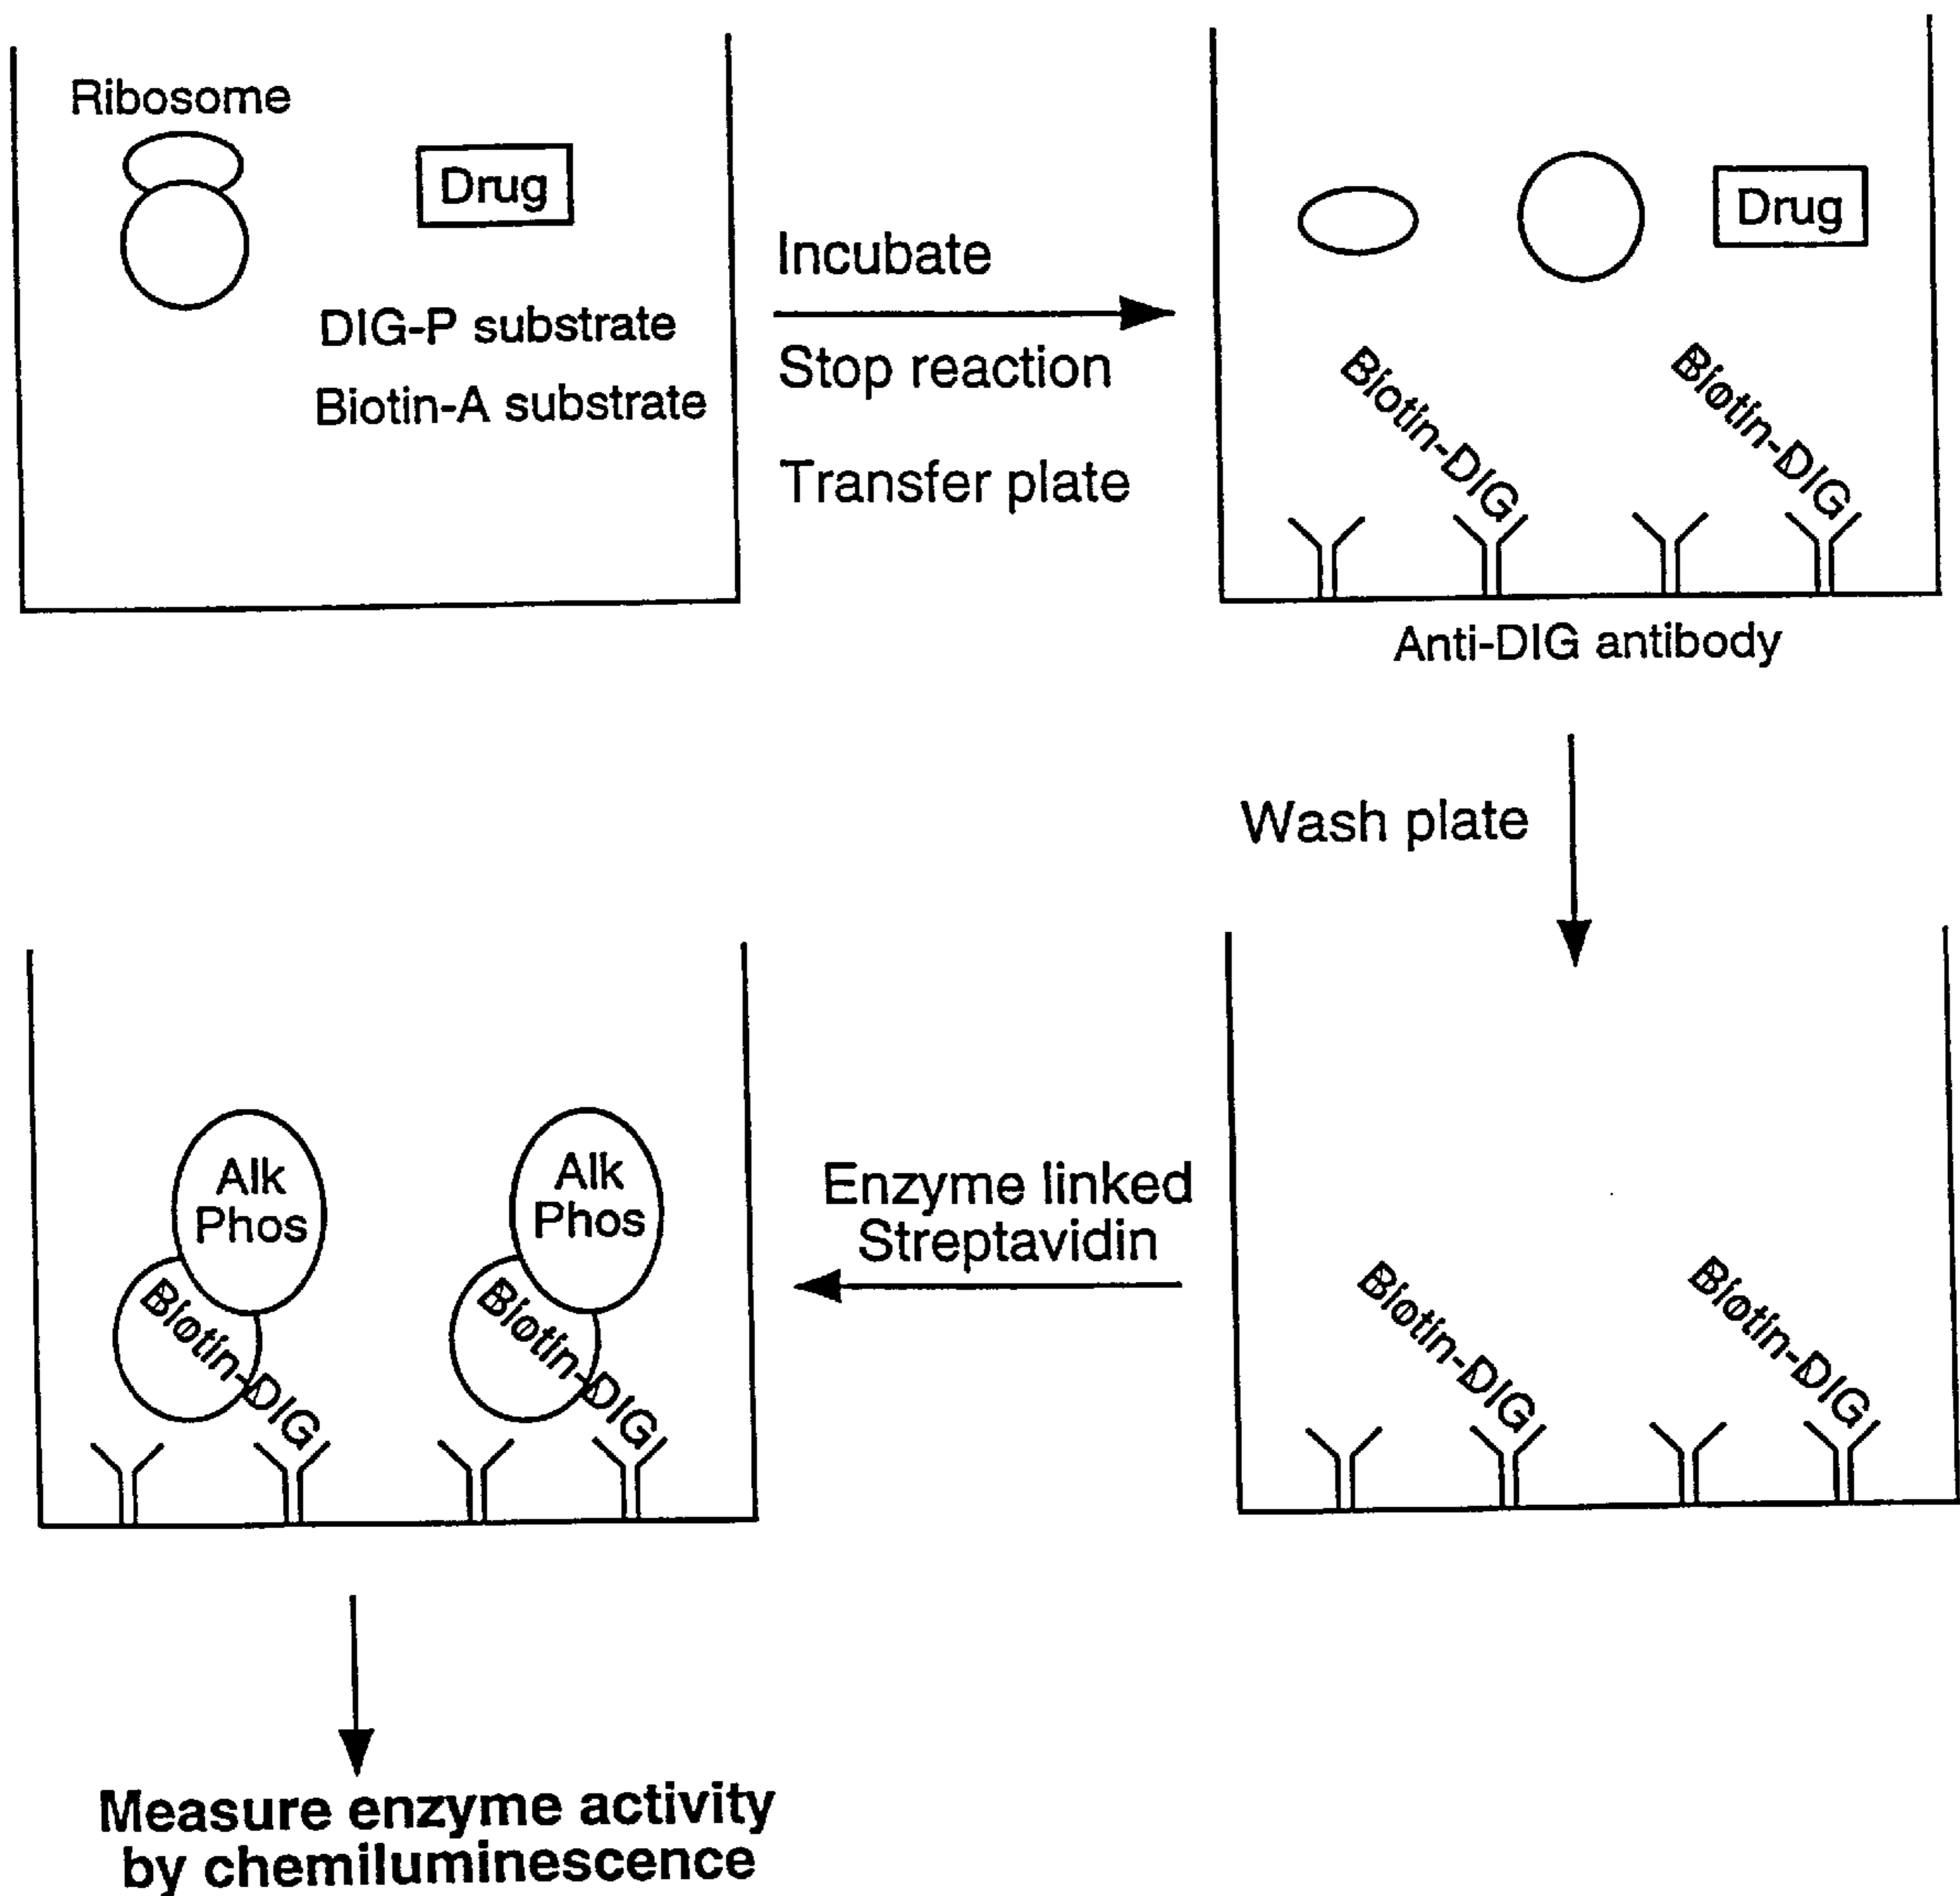 Ribosome
Drug
DIG-P substrate
Biotin-A substrate
Incubate
Stop reaction
Transfer plate
Drug
Biotin-DIG
Biotin-DIG
Anti-DIG antibody
Wash plate
Biotin-DIG
Biotin-DIG
Enzyme linked
Streptavidin
Alk
Phos
Biotin-DIG
Alk
Phos
Biotin-DIG
Measure enzyme activity
by chemiluminescence